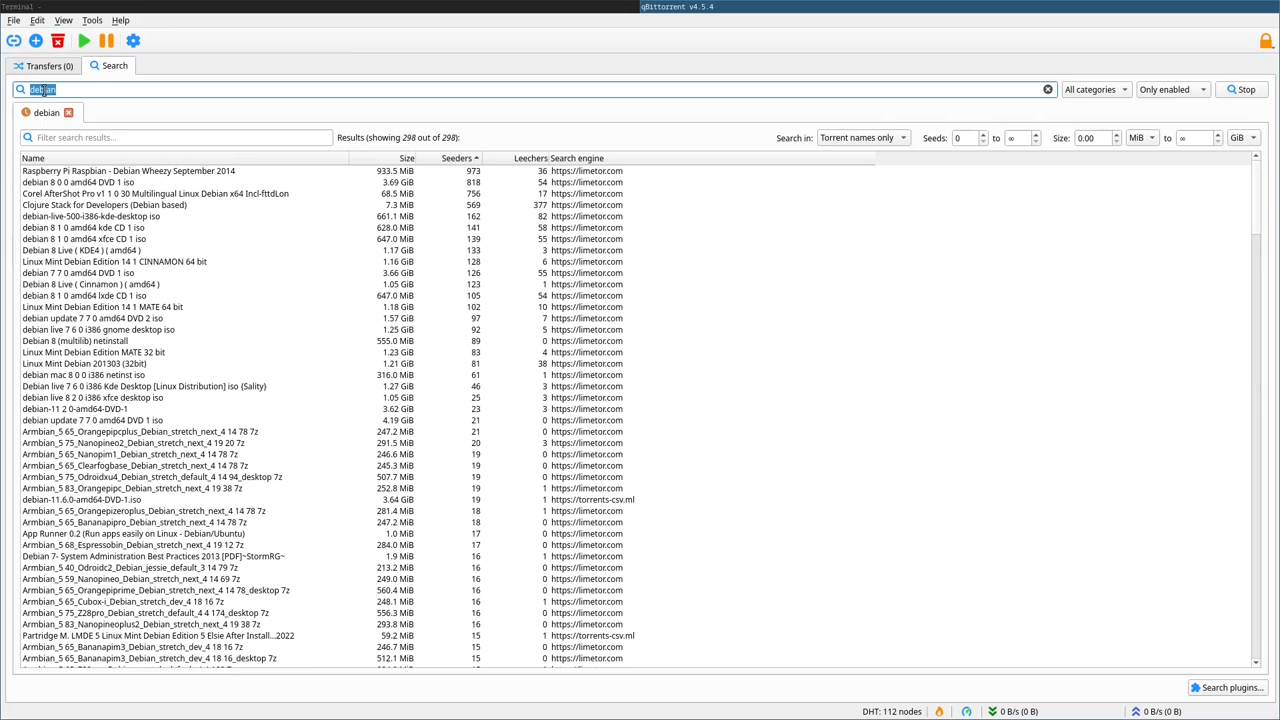 Terminal -
qBittorrent v4.5.4
File Edit View Tools Help
Transfers (0) Search
debian All categories Only enabled Stop
debian
Filter search results... Results (showing 298 out of 298): Search in: Torrent names only Seeds: 0 to ∞ Size: 0.00 MiB to ∞ GiB
Name Size Seeders Leechers Search engine
Raspberry Pi Raspbian - Debian Wheezy September 2014 933.5 MiB 973 36 https://limetor.com
debian 8 0 0 amd64 DVD 1 iso 3.69 GiB 818 54 https://limetor.com
Corel AfterShot Pro v1 1 0 30 Multilingual Linux Debian x64 Incl-fttdLon 68.5 MiB 756 17 https://limetor.com
Clojure Stack for Developers (Debian based) 7.3 MiB 569 377 https://limetor.com
debian-live-500-i386-kde-desktop iso 661.1 MiB 162 82 https://limetor.com
debian 8 1 0 amd64 kde CD 1 iso 628.0 MiB 141 58 https://limetor.com
debian 8 1 0 amd64 xfce CD 1 iso 647.0 MiB 139 55 https://limetor.com
Debian 8 Live ( KDE4 ) ( amd64 ) 1.17 GiB 133 3 https://limetor.com
Linux Mint Debian Edition 14 1 CINNAMON 64 bit 1.16 GiB 128 6 https://limetor.com
debian 7 7 0 amd64 DVD 1 iso 3.66 GiB 126 55 https://limetor.com
Debian 8 Live ( Cinnamon ) ( amd64 ) 1.05 GiB 123 1 https://limetor.com
debian 8 1 0 amd64 lxde CD 1 iso 647.0 MiB 105 54 https://limetor.com
Linux Mint Debian Edition 14 1 MATE 64 bit 1.18 GiB 102 10 https://limetor.com
debian update 7 7 0 amd64 DVD 2 iso 1.57 GiB 97 7 https://limetor.com
debian live 7 6 0 i386 gnome desktop iso 1.25 GiB 92 5 https://limetor.com
Debian 8 (multilib) netinstall 555.0 MiB 89 0 https://limetor.com
Linux Mint Debian Edition MATE 32 bit 1.23 GiB 83 4 https://limetor.com
Linux Mint Debian 201303 (32bit) 1.21 GiB 81 38 https://limetor.com
debian mac 8 0 0 i386 netinst iso 316.0 MiB 61 1 https://limetor.com
Debian live 7 6 0 i386 Kde Desktop [Linux Distribution] iso {Sality} 1.27 GiB 46 3 https://limetor.com
debian live 8 2 0 i386 xfce desktop iso 1.05 GiB 25 3 https://limetor.com
debian-11 2 0-amd64-DVD-1 3.62 GiB 23 3 https://limetor.com
debian update 7 7 0 amd64 DVD 1 iso 4.19 GiB 21 0 https://limetor.com
Armbian_5 65_Orangepipcplus_Debian_stretch_next_4 14 78 7z 247.2 MiB 21 0 https://limetor.com
Armbian_5 75_Nanopineo2_Debian_stretch_next_4 19 20 7z 291.5 MiB 20 3 https://limetor.com
Armbian_5 65_Nanopim1_Debian_stretch_next_4 14 78 7z 246.6 MiB 19 0 https://limetor.com
Armbian_5 65_Clearfogbase_Debian_stretch_next_4 14 78 7z 245.3 MiB 19 0 https://limetor.com
Armbian_5 75_Odroidxu4_Debian_stretch_default_4 14 94_desktop 7z 507.7 MiB 19 0 https://limetor.com
Armbian_5 83_Orangepipc_Debian_stretch_next_4 19 38 7z 252.8 MiB 19 1 https://limetor.com
debian-11.6.0-amd64-DVD-1.iso 3.64 GiB 19 1 https://torrents-csv.ml
Armbian_5 65_Orangepizeroplus_Debian_stretch_next_4 14 78 7z 281.4 MiB 18 1 https://limetor.com
Armbian_5 65_Bananapipro_Debian_stretch_next_4 14 78 7z 247.2 MiB 18 0 https://limetor.com
App Runner 0.2 (Run apps easily on Linux - Debian/Ubuntu) 1.0 MiB 17 0 https://limetor.com
Armbian_5 68_Espressobin_Debian_stretch_next_4 19 12 7z 284.0 MiB 17 0 https://limetor.com
Debian 7- System Administration Best Practices 2013 [PDF]~StormRG~ 1.9 MiB 16 1 https://limetor.com
Armbian_5 40_Odroidc2_Debian_jessie_default_3 14 79 7z 213.2 MiB 16 0 https://limetor.com
Armbian_5 59_Nanopineo_Debian_stretch_next_4 14 69 7z 249.0 MiB 16 0 https://limetor.com
Armbian_5 65_Orangepiprime_Debian_stretch_next_4 14 78_desktop 7z 560.4 MiB 16 0 https://limetor.com
Armbian_5 65_Cubox-i_Debian_stretch_dev_4 18 16 7z 248.1 MiB 16 1 https://limetor.com
Armbian_5 75_Z28pro_Debian_stretch_default_4 4 174_desktop 7z 556.3 MiB 16 0 https://limetor.com
Armbian_5 83_Nanopineoplus2_Debian_stretch_next_4 19 38 7z 293.8 MiB 16 0 https://limetor.com
Partridge M. LMDE 5 Linux Mint Debian Edition 5 Elsie After Install...2022 59.2 MiB 15 1 https://torrents-csv.ml
Armbian_5 65_Bananapim3_Debian_stretch_dev_4 18 16 7z 246.7 MiB 15 0 https://limetor.com
Armbian_5 65_Bananapim3_Debian_stretch_dev_4 18 16_desktop 7z 512.1 MiB 15 0 https://limetor.com
Search plugins...
DHT: 112 nodes 0 B/s (0 B) 0 B/s (0 B)